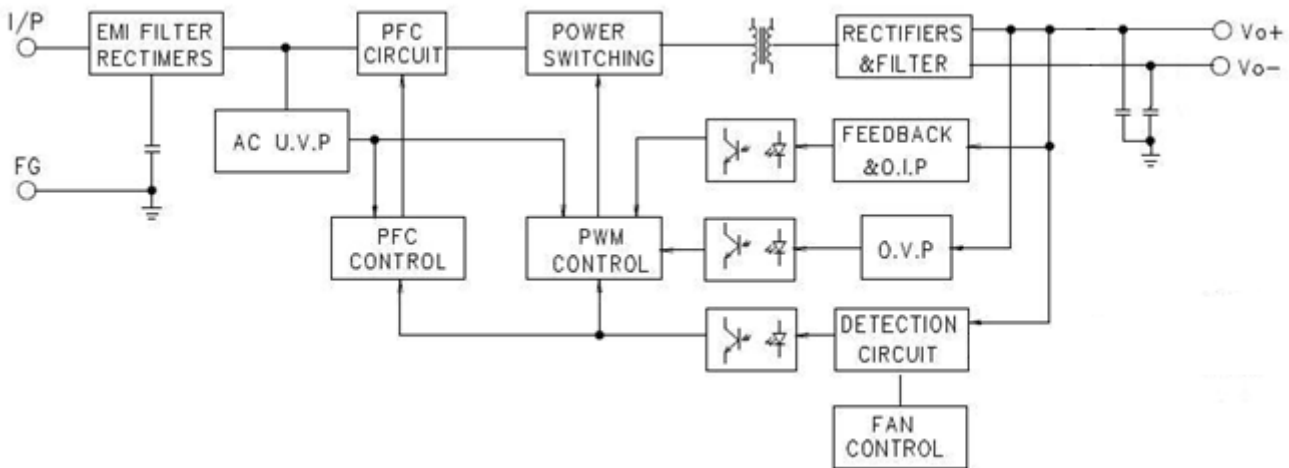 I/P
EMI FILTER
RECTIMERS
PFC
CIRCUIT
POWER
SWITCHING
RECTIFIERS
&FILTER
Vo+
Vo-
AC U.V.P
FEEDBACK
&O.I.P
FG
PFC
CONTROL
PWM
CONTROL
O.V.P
DETECTION
CIRCUIT
FAN
CONTROL